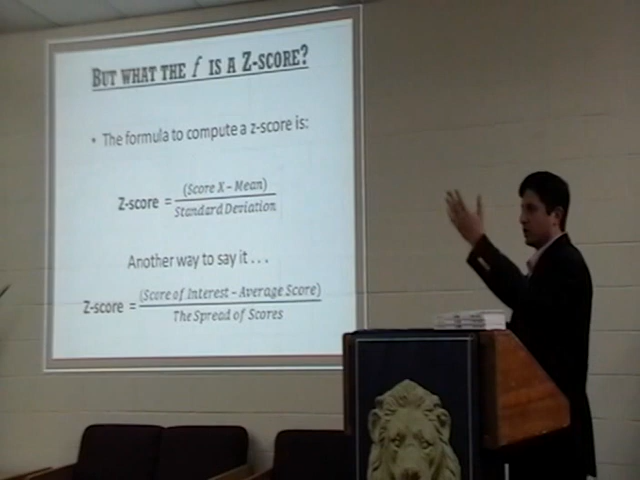 BUT WHAT THE f IS A Z-SCORE?
• The formula to compute a z-score is:
Z-score = (Score X – Mean)
Standard Deviation
Another way to say it . . .
Z-score = (Score of Interest – Average Score)
The Spread of Scores